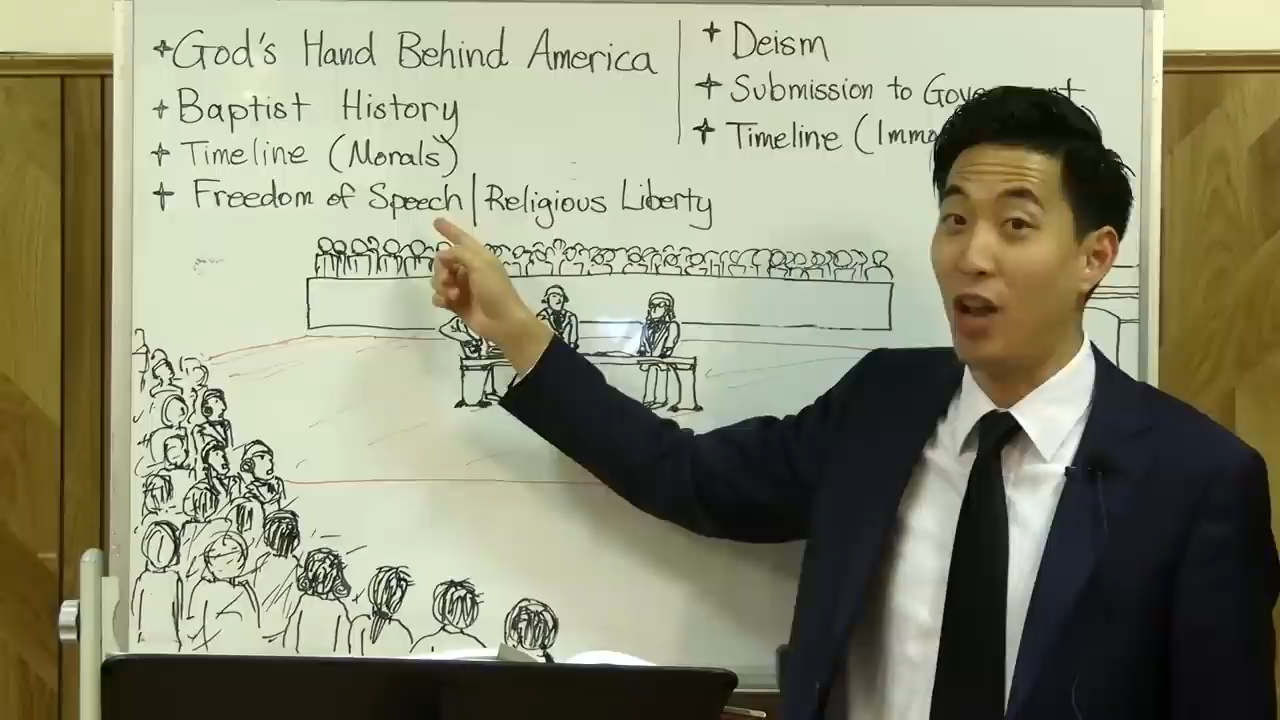 +God's Hand Behind America
+ Baptist History
+ Timeline (Morals)
+ Freedom of Speech | Religious Liberty
+ Deism
+ Submission to
+ Timeline